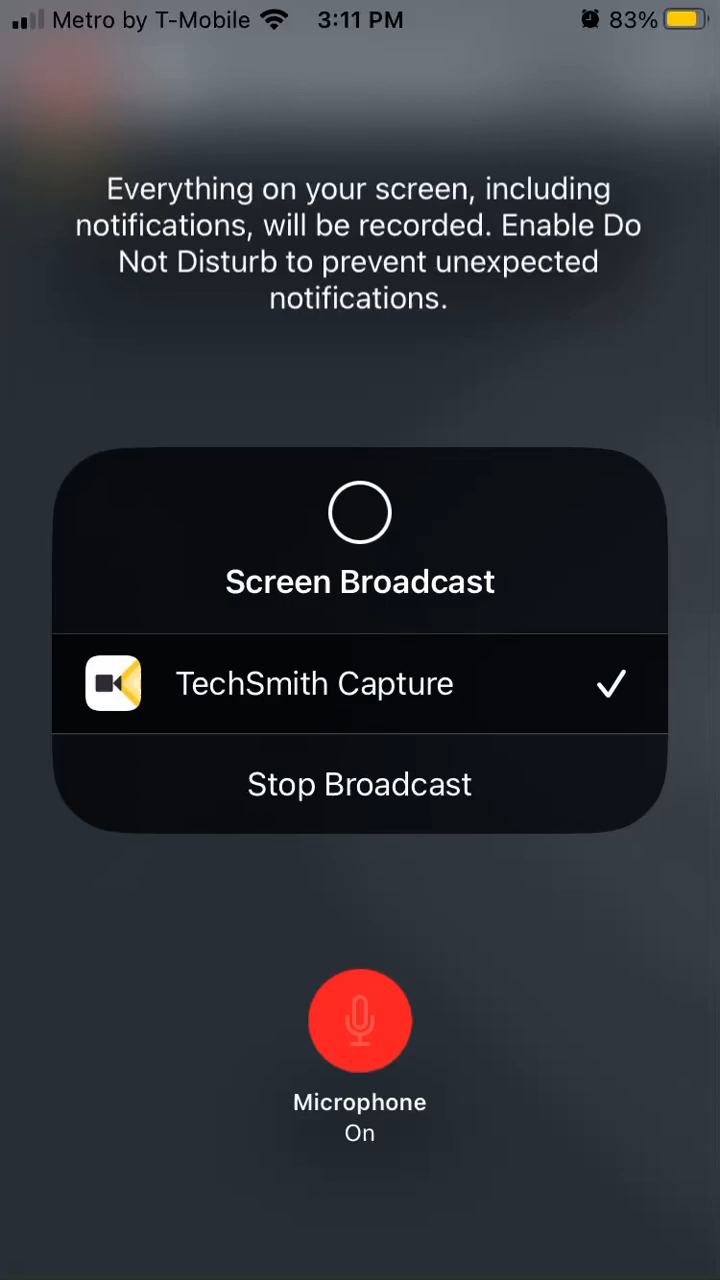 Metro by T-Mobile 3:11 PM 83%
Everything on your screen, including
notifications, will be recorded. Enable Do
Not Disturb to prevent unexpected
notifications.
Screen Broadcast
TechSmith Capture
Stop Broadcast
Microphone
On